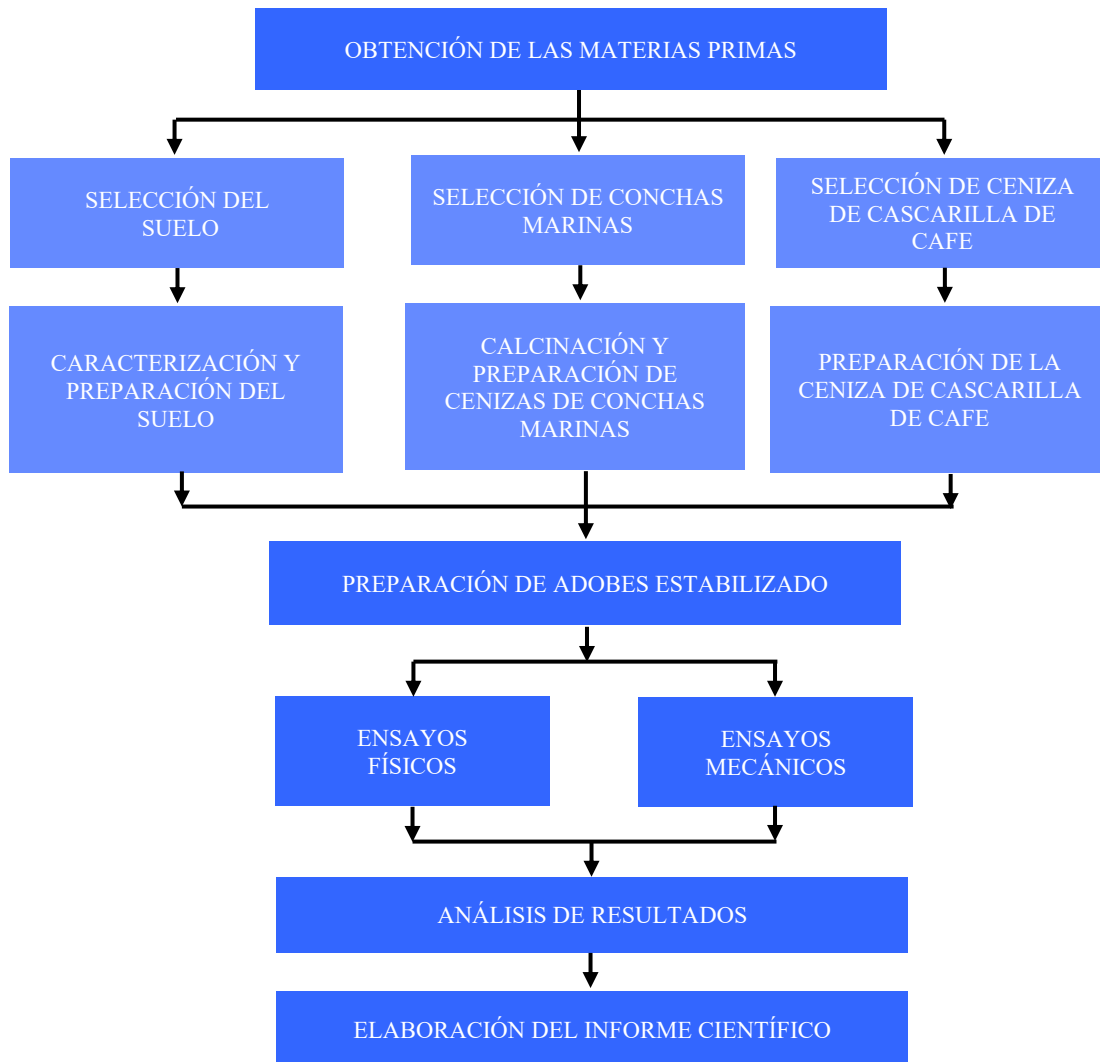 OBTENCIÓN DE LAS MATERIAS PRIMAS
SELECCIÓN DEL
SUELO
SELECCIÓN DE CONCHAS
MARINAS
SELECCIÓN DE CENIZA
DE CASCARILLA DE
CAFE
CARACTERIZACIÓN Y
PREPARACIÓN DEL
SUELO
CALCINACIÓN Y
PREPARACIÓN DE
CENIZAS DE CONCHAS
MARINAS
PREPARACIÓN DE LA
CENIZA DE CASCARILLA
DE CAFE
PREPARACIÓN DE ADOBES ESTABILIZADO
ENSAYOS
FÍSICOS
ENSAYOS
MECÁNICOS
ANÁLISIS DE RESULTADOS
ELABORACIÓN DEL INFORME CIENTÍFICO